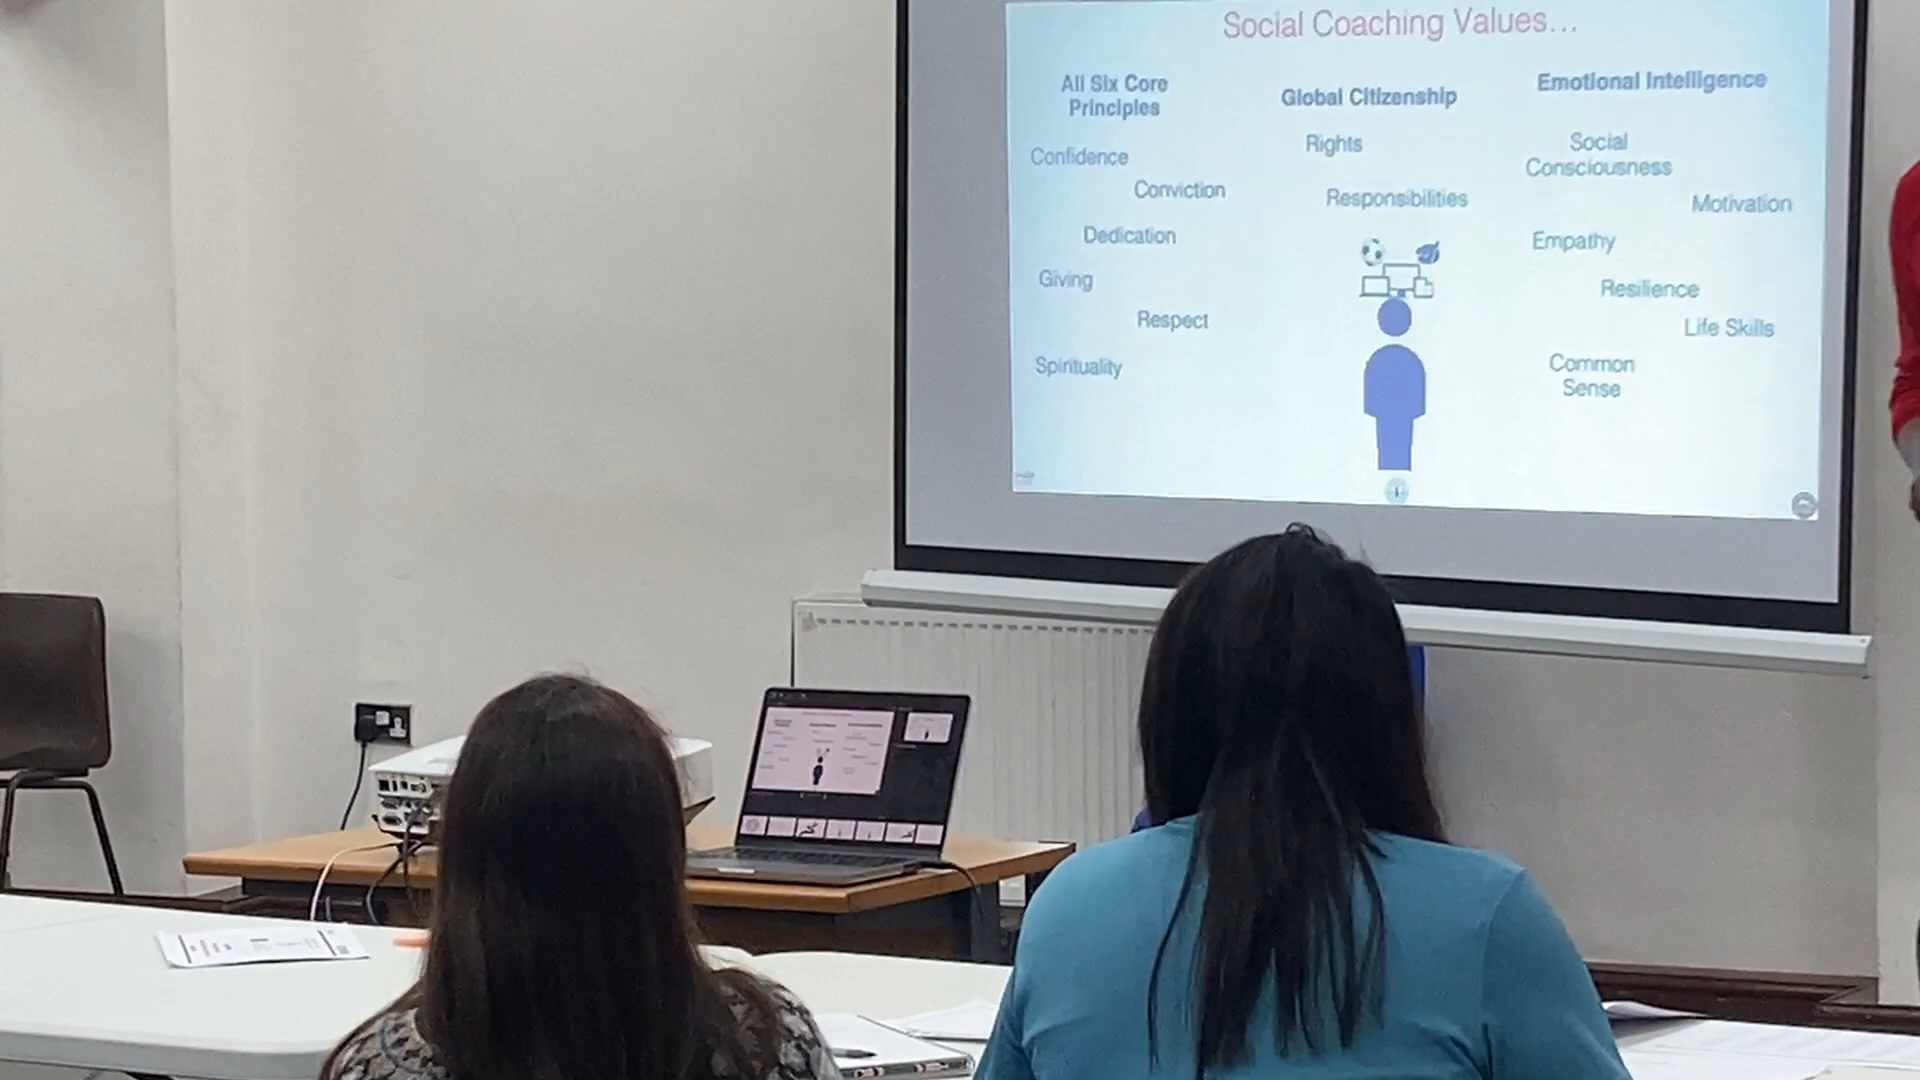 Social Coaching Values...
All Six Core
Principles
Confidence
Conviction
Dedication
Giving
Respect
Spirituality
Global Citizenship
Rights
Responsibilities
Emotional Intelligence
Social
Consciousness
Motivation
Empathy
Resilience
Life Skills
Common
Sense